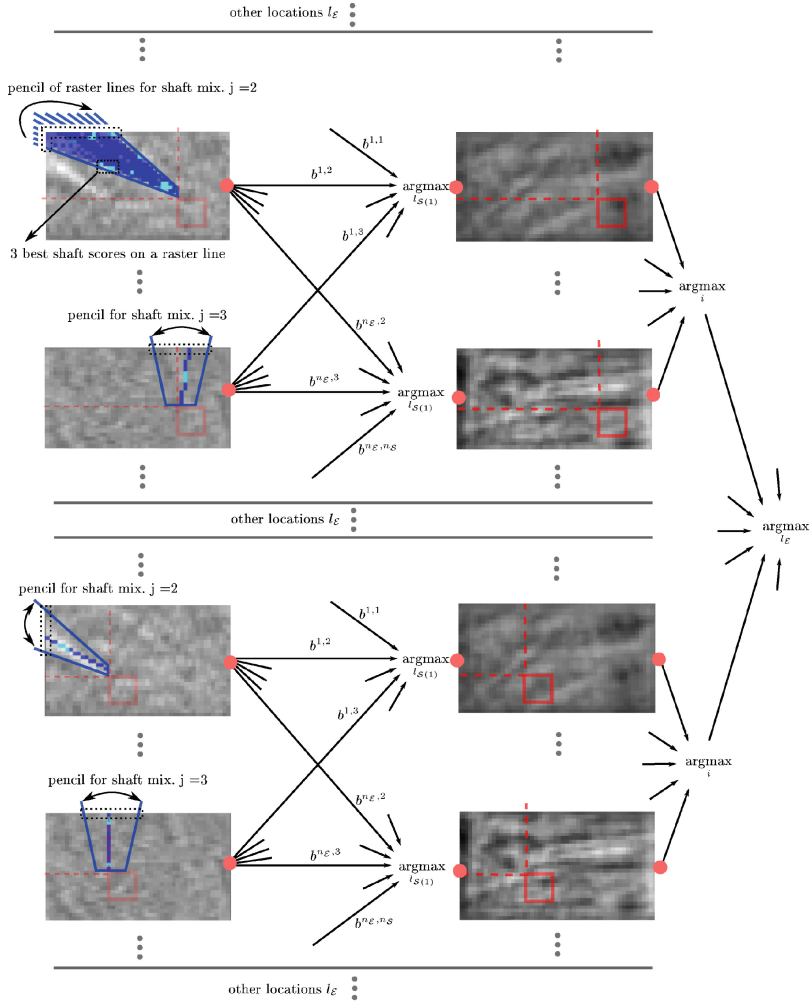 other locations l_ℰ
pencil of raster lines for shaft mix. j =2
b^{1,1}
b^{1,2}
argmax
l_{𝒮(1)}
b^{1,3}
3 best shaft scores on a raster line
argmax
i
pencil for shaft mix. j =3
b^{n_ℰ,2}
b^{n_ℰ,3}
argmax
l_{𝒮(1)}
b^{n_ℰ,n_𝒮}
other locations l_ℰ
argmax
l_ℰ
pencil for shaft mix. j =2
b^{1,1}
b^{1,2}
argmax
l_{𝒮(1)}
b^{1,3}
argmax
i
pencil for shaft mix. j =3
b^{n_ℰ,2}
b^{n_ℰ,3}
argmax
l_{𝒮(1)}
b^{n_ℰ,n_𝒮}
other locations l_ℰ